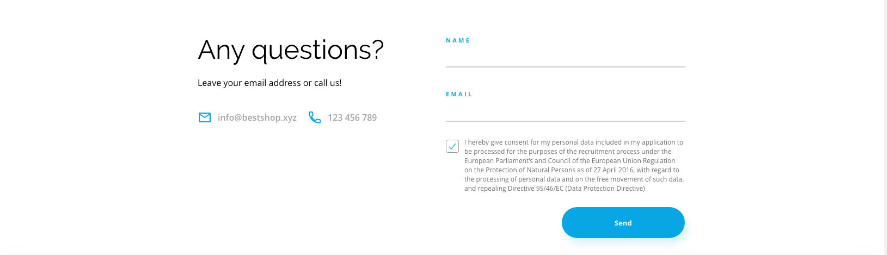 Any questions?
Leave your email address or call us!
info@bestshop.xyz
123 456 789
NAME
EMAIL
I hereby give consent for my personal data included in my application to
be processed for the purposes of the recruitment process under the
European Parliament's and Council of the European Union Regulation
on the Protection of Natural Persons as of 27 April 2016, with regard to
the processing of personal data and on the free movement of such data,
and repealing Directive 95/46/EC (Data Protection Directive)
Send